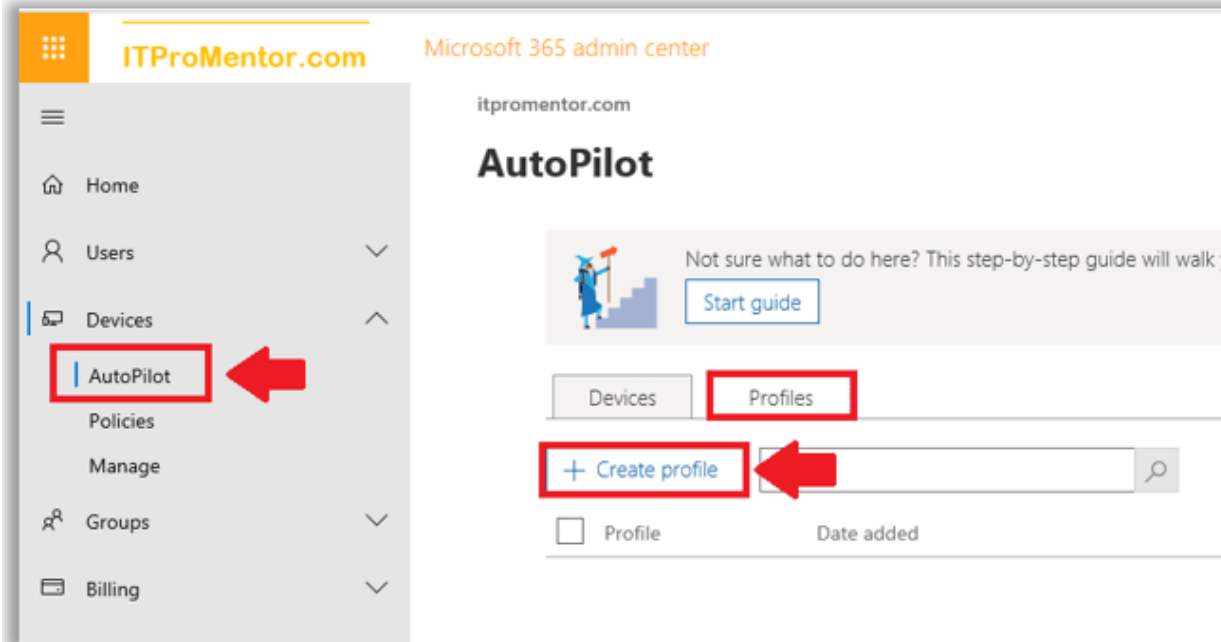 ITProMentor.com
Microsoft 365 admin center
itpromentor.com
AutoPilot
Home
Users
Devices
AutoPilot
Policies
Manage
Groups
Billing
Not sure what to do here? This step-by-step guide will walk
Start guide
Devices
Profiles
+ Create profile
Profile
Date added